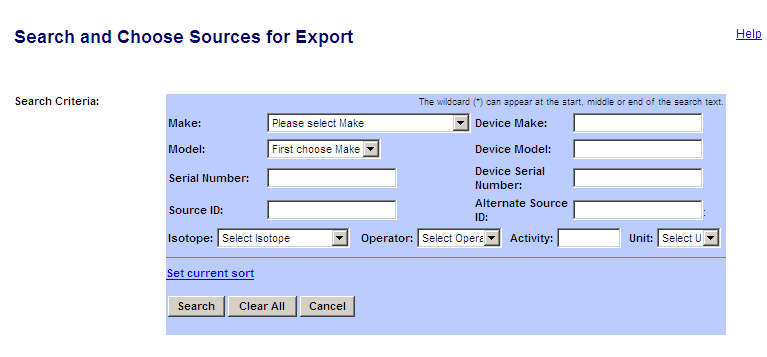 Search and Choose Sources for Export
Help
Search Criteria:
The wildcard (*) can appear at the start, middle or end of the search text.
Make: Please select Make Device Make:
Model: First choose Make Device Model:
Serial Number: Device Serial Number:
Source ID: Alternate Source ID: :
Isotope: Select Isotope Operator: Select Opera Activity: Unit: Select U
Set current sort
Search Clear All Cancel